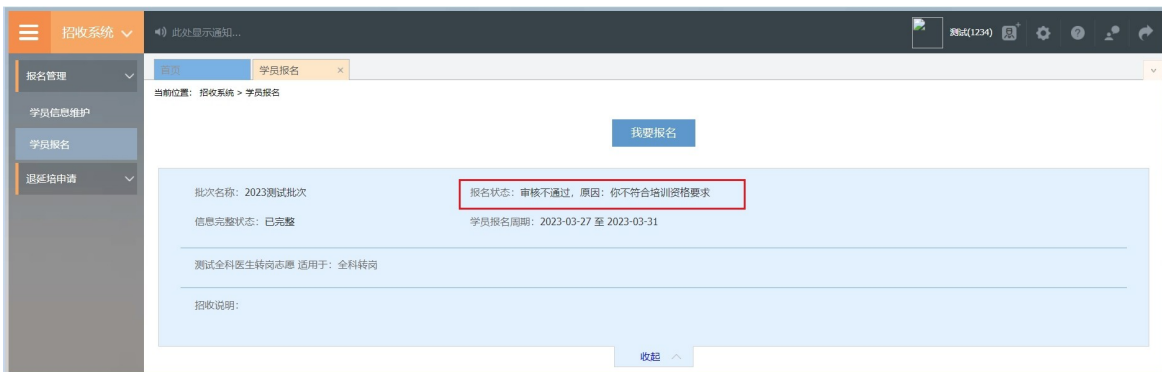 招收系统
此处显示通知...
测试(1234)
报名管理
首页
学员报名 ×
当前位置: 招收系统 > 学员报名
学员信息维护
学员报名
我要报名
退延培申请
批次名称: 2023测试批次
报名状态: 审核不通过, 原因: 你不符合培训资格要求
信息完整状态: 已完整
学员报名周期: 2023-03-27 至 2023-03-31
测试全科医生转岗志愿 适用于: 全科转岗
招收说明:
收起